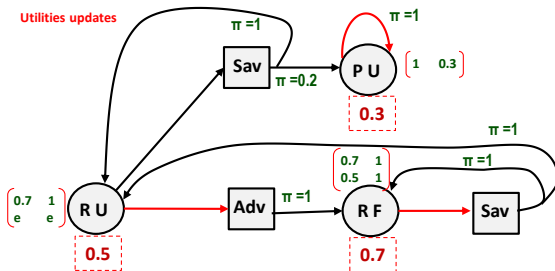 Utilities updates
π=1
π=1
Sav
π=0.2
P U
1 0.3
0.3
π=1
0.7 1
0.5 1
π=1
0.7 1
e e
R U
Adv
π=1
R F
Sav
0.5
0.7